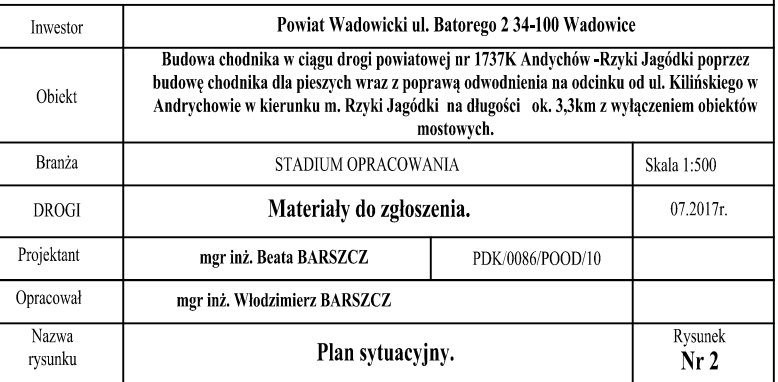 Inwestor
Powiat Wadowicki ul. Batorego 2 34-100 Wadowice
Obiekt
Budowa chodnika w ciągu drogi powiatowej nr 1737K Andychów -Rzyki Jagódki poprzez
budowę chodnika dla pieszych wraz z poprawą odwodnienia na odcinku od ul. Kilińskiego w
Andrychowie w kierunku m. Rzyki Jagódki na długości ok. 3,3km z wyłączeniem obiektów
mostowych.
Branża
STADIUM OPRACOWANIA
Skala 1:500
DROGI
Materiały do zgłoszenia.
07.2017r.
Projektant
mgr inż. Beata BARSZCZ
PDK/0086/POOD/10
Opracował
mgr inż. Włodzimierz BARSZCZ
Nazwa
rysunku
Plan sytuacyjny.
Rysunek
Nr 2